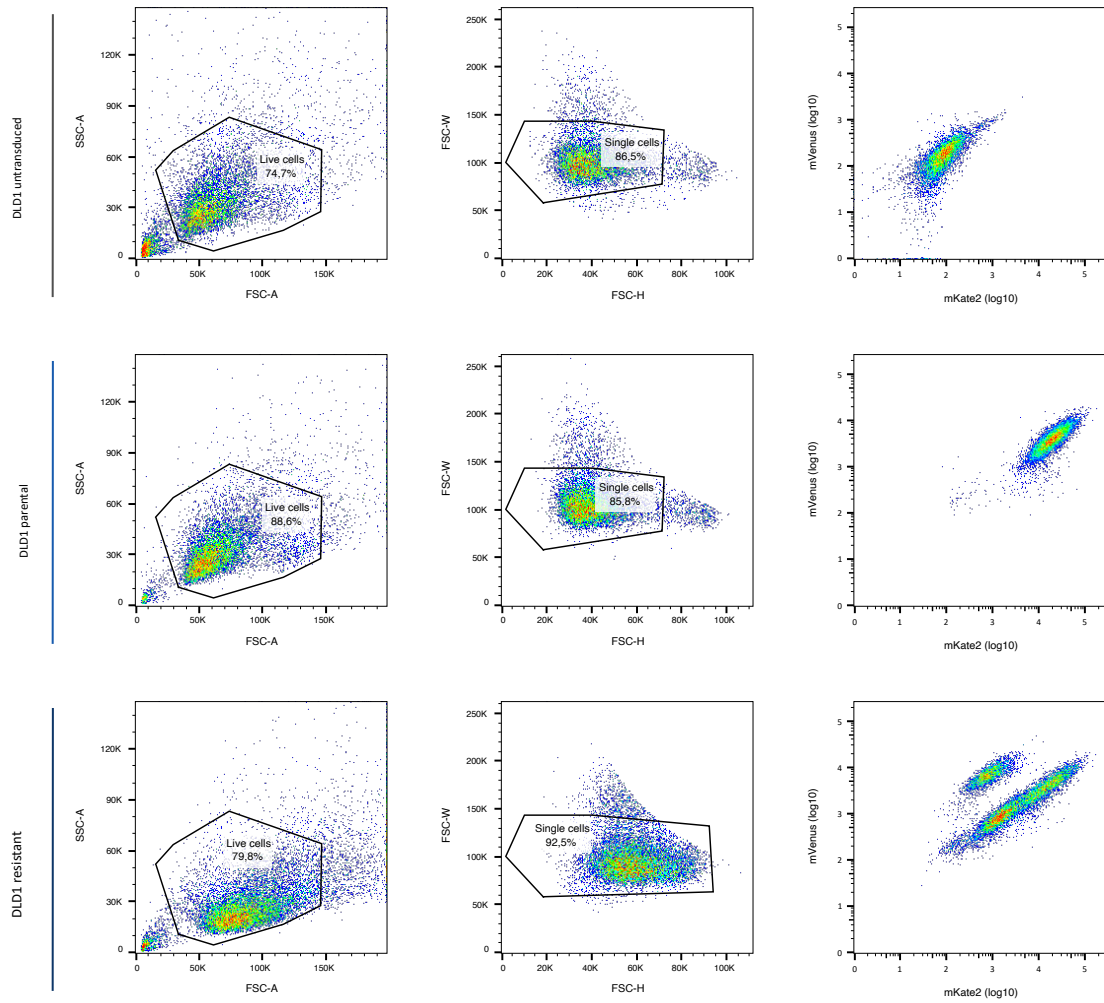 DLD1 untransduced
SSC-A
120K
90K
60K
30K
0
Live cells
74,7%
0
50K
100K
150K
FSC-A
FSC-W
250K
200K
150K
100K
50K
0
Single cells
86,5%
0
20K
40K
60K
80K
100K
FSC-H
mVenus (log10)
5
4
3
2
1
0
0
1
2
3
4
5
mKate2 (log10)
DLD1 parental
SSC-A
120K
90K
60K
30K
0
Live cells
88,6%
0
50K
100K
150K
FSC-A
FSC-W
250K
200K
150K
100K
50K
0
Single cells
85,8%
0
20K
40K
60K
80K
100K
FSC-H
mVenus (log10)
5
4
3
2
1
0
0
1
2
3
4
5
mKate2 (log10)
DLD1 resistant
SSC-A
120K
90K
60K
30K
0
Live cells
79,8%
0
50K
100K
150K
FSC-A
FSC-W
250K
200K
150K
100K
50K
0
Single cells
92,5%
0
20K
40K
60K
80K
100K
FSC-H
mVenus (log10)
5
4
3
2
1
0
0
1
2
3
4
5
mKate2 (log10)